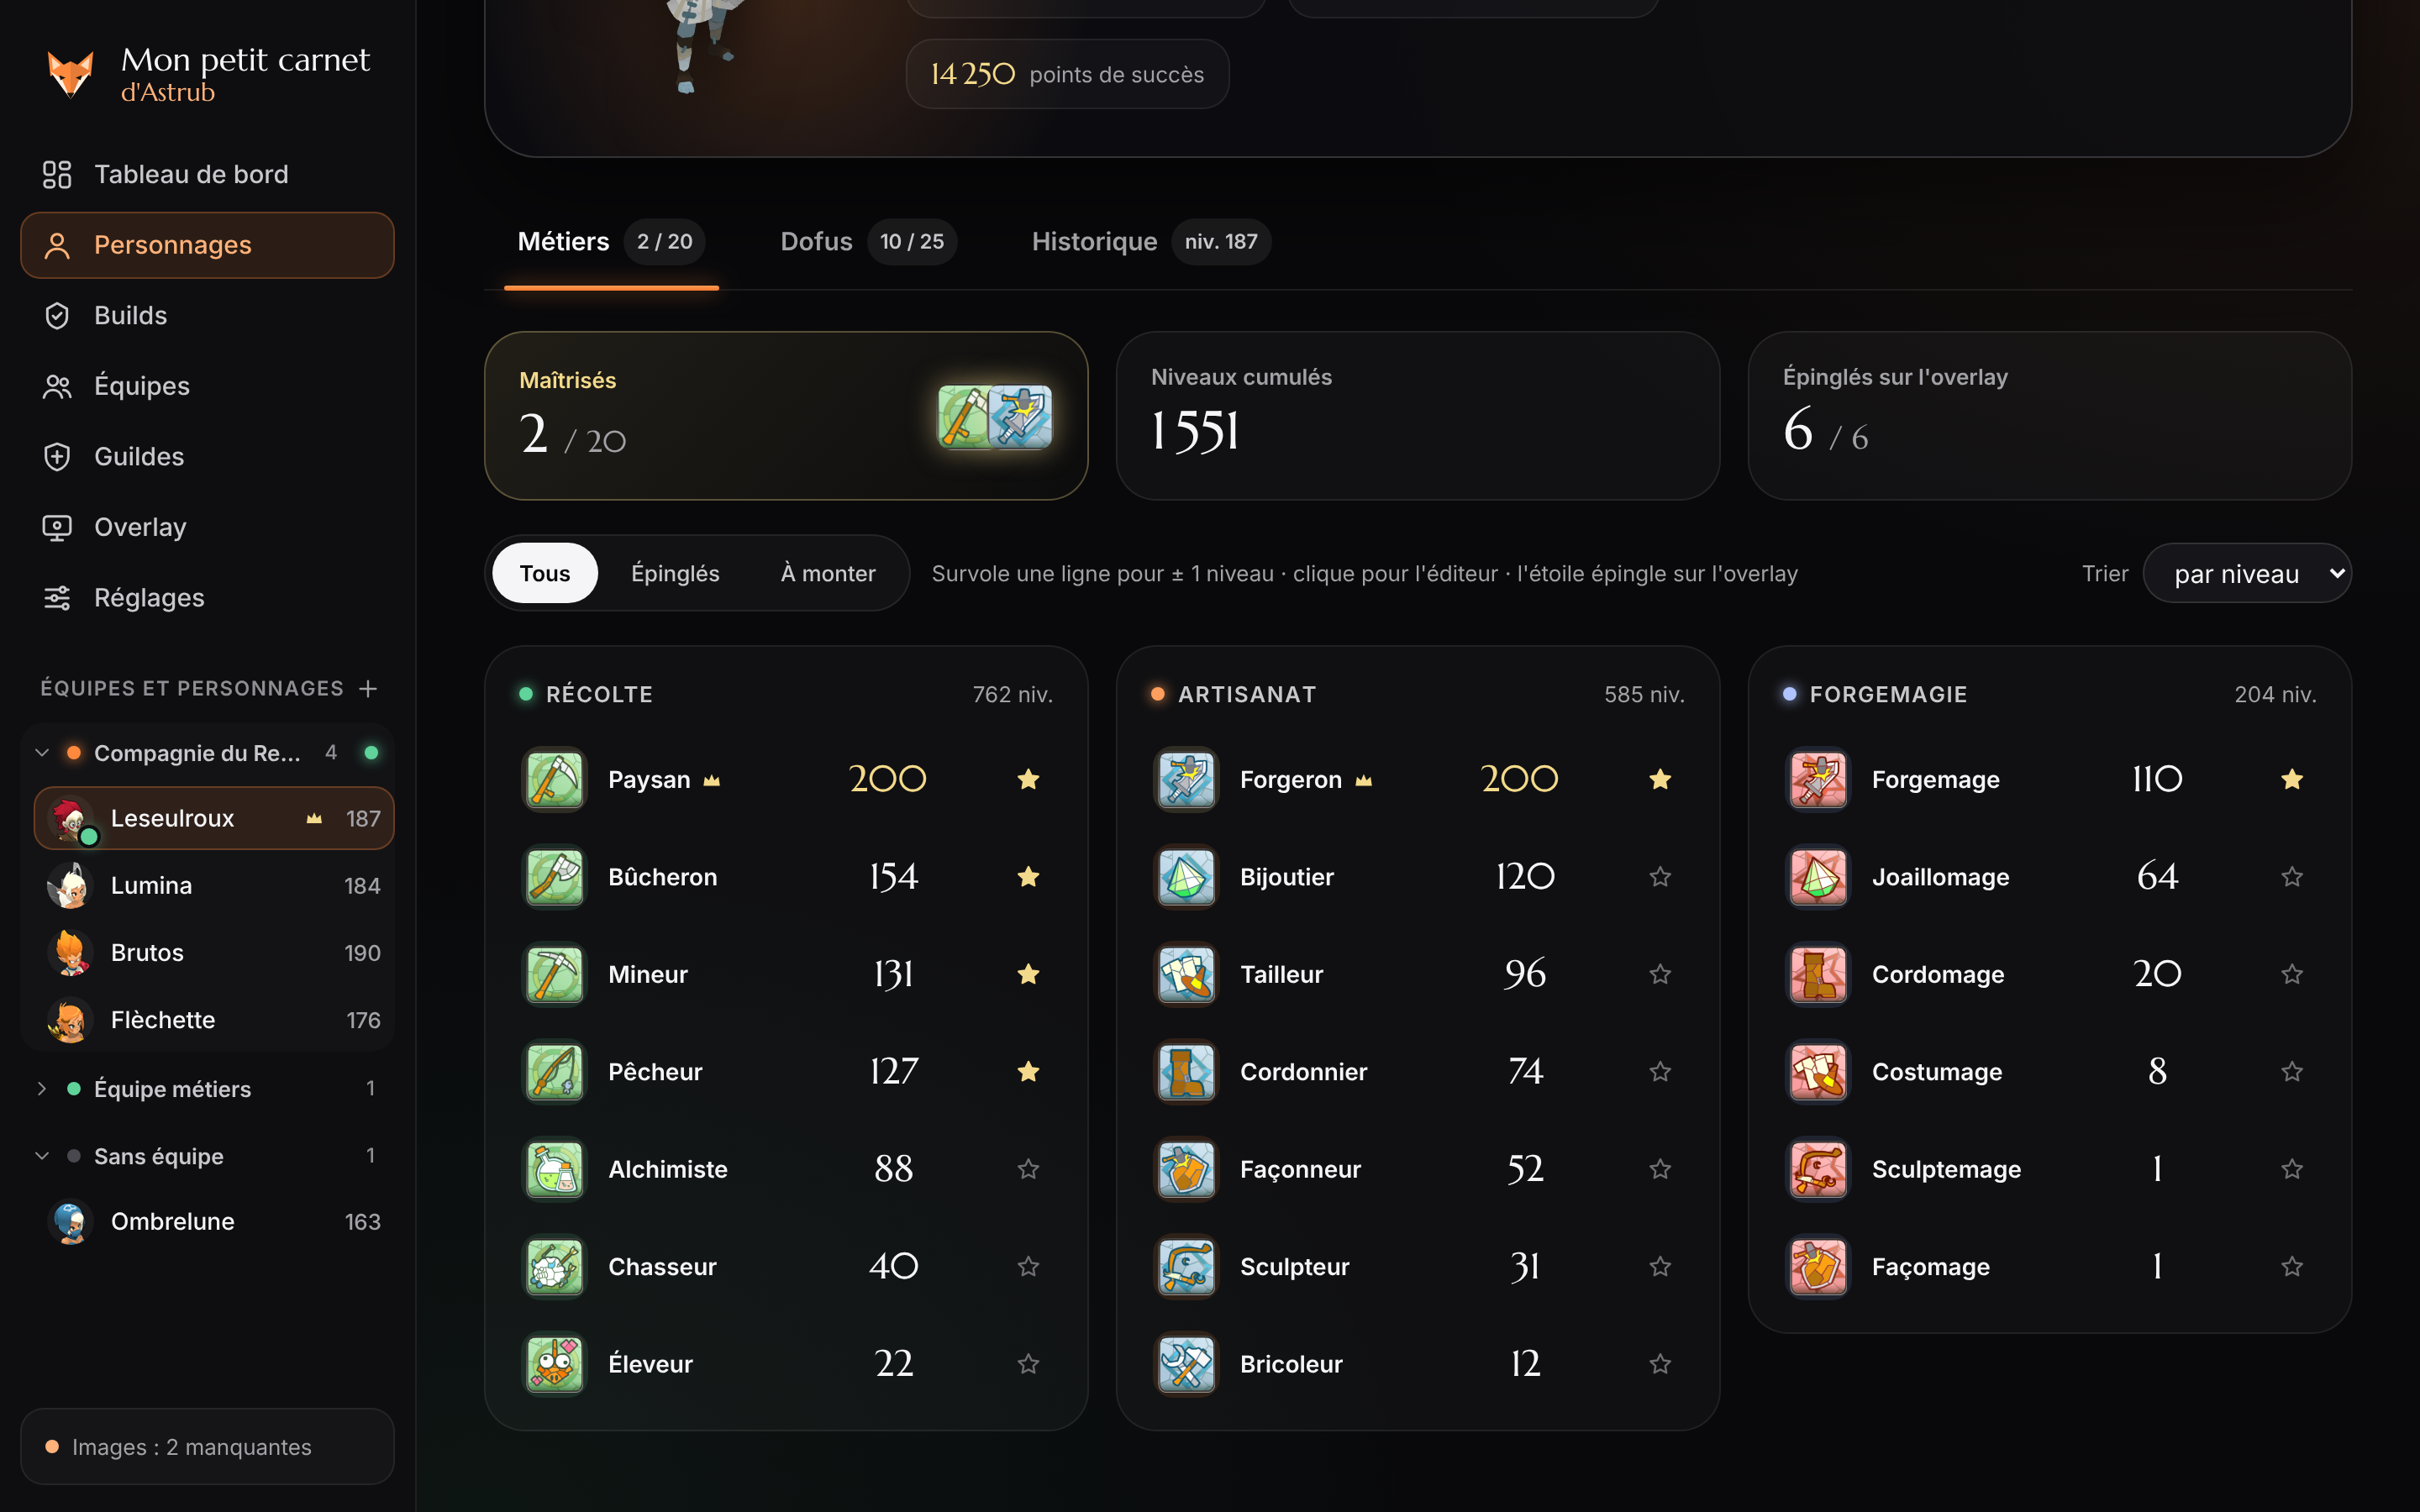 Mon petit carnet
d'Astrub
Tableau de bord
Personnages
Builds
Équipes
Guildes
Overlay
Réglages
ÉQUIPES ET PERSONNAGES
Compagnie du Re... 4
Leseulroux 187
Lumina 184
Brutos 190
Flèchette 176
Équipe métiers 1
Sans équipe 1
Ombrelune 163
Images : 2 manquantes
14 250 points de succès
Métiers 2 / 20 Dofus 10 / 25 Historique niv. 187
Maîtrisés
2 / 20
Niveaux cumulés
1 551
Épinglés sur l'overlay
6 / 6
Tous Épinglés À monter Survole une ligne pour ± 1 niveau · clique pour l'éditeur · l'étoile épingle sur l'overlay Trier par niveau
RÉCOLTE 762 niv.
Paysan 200
Bûcheron 154
Mineur 131
Pêcheur 127
Alchimiste 88
Chasseur 40
Éleveur 22
ARTISANAT 585 niv.
Forgeron 200
Bijoutier 120
Tailleur 96
Cordonnier 74
Façonneur 52
Sculpteur 31
Bricoleur 12
FORGEMAGIE 204 niv.
Forgemage 110
Joaillomage 64
Cordomage 20
Costumage 8
Sculptemage 1
Façomage 1